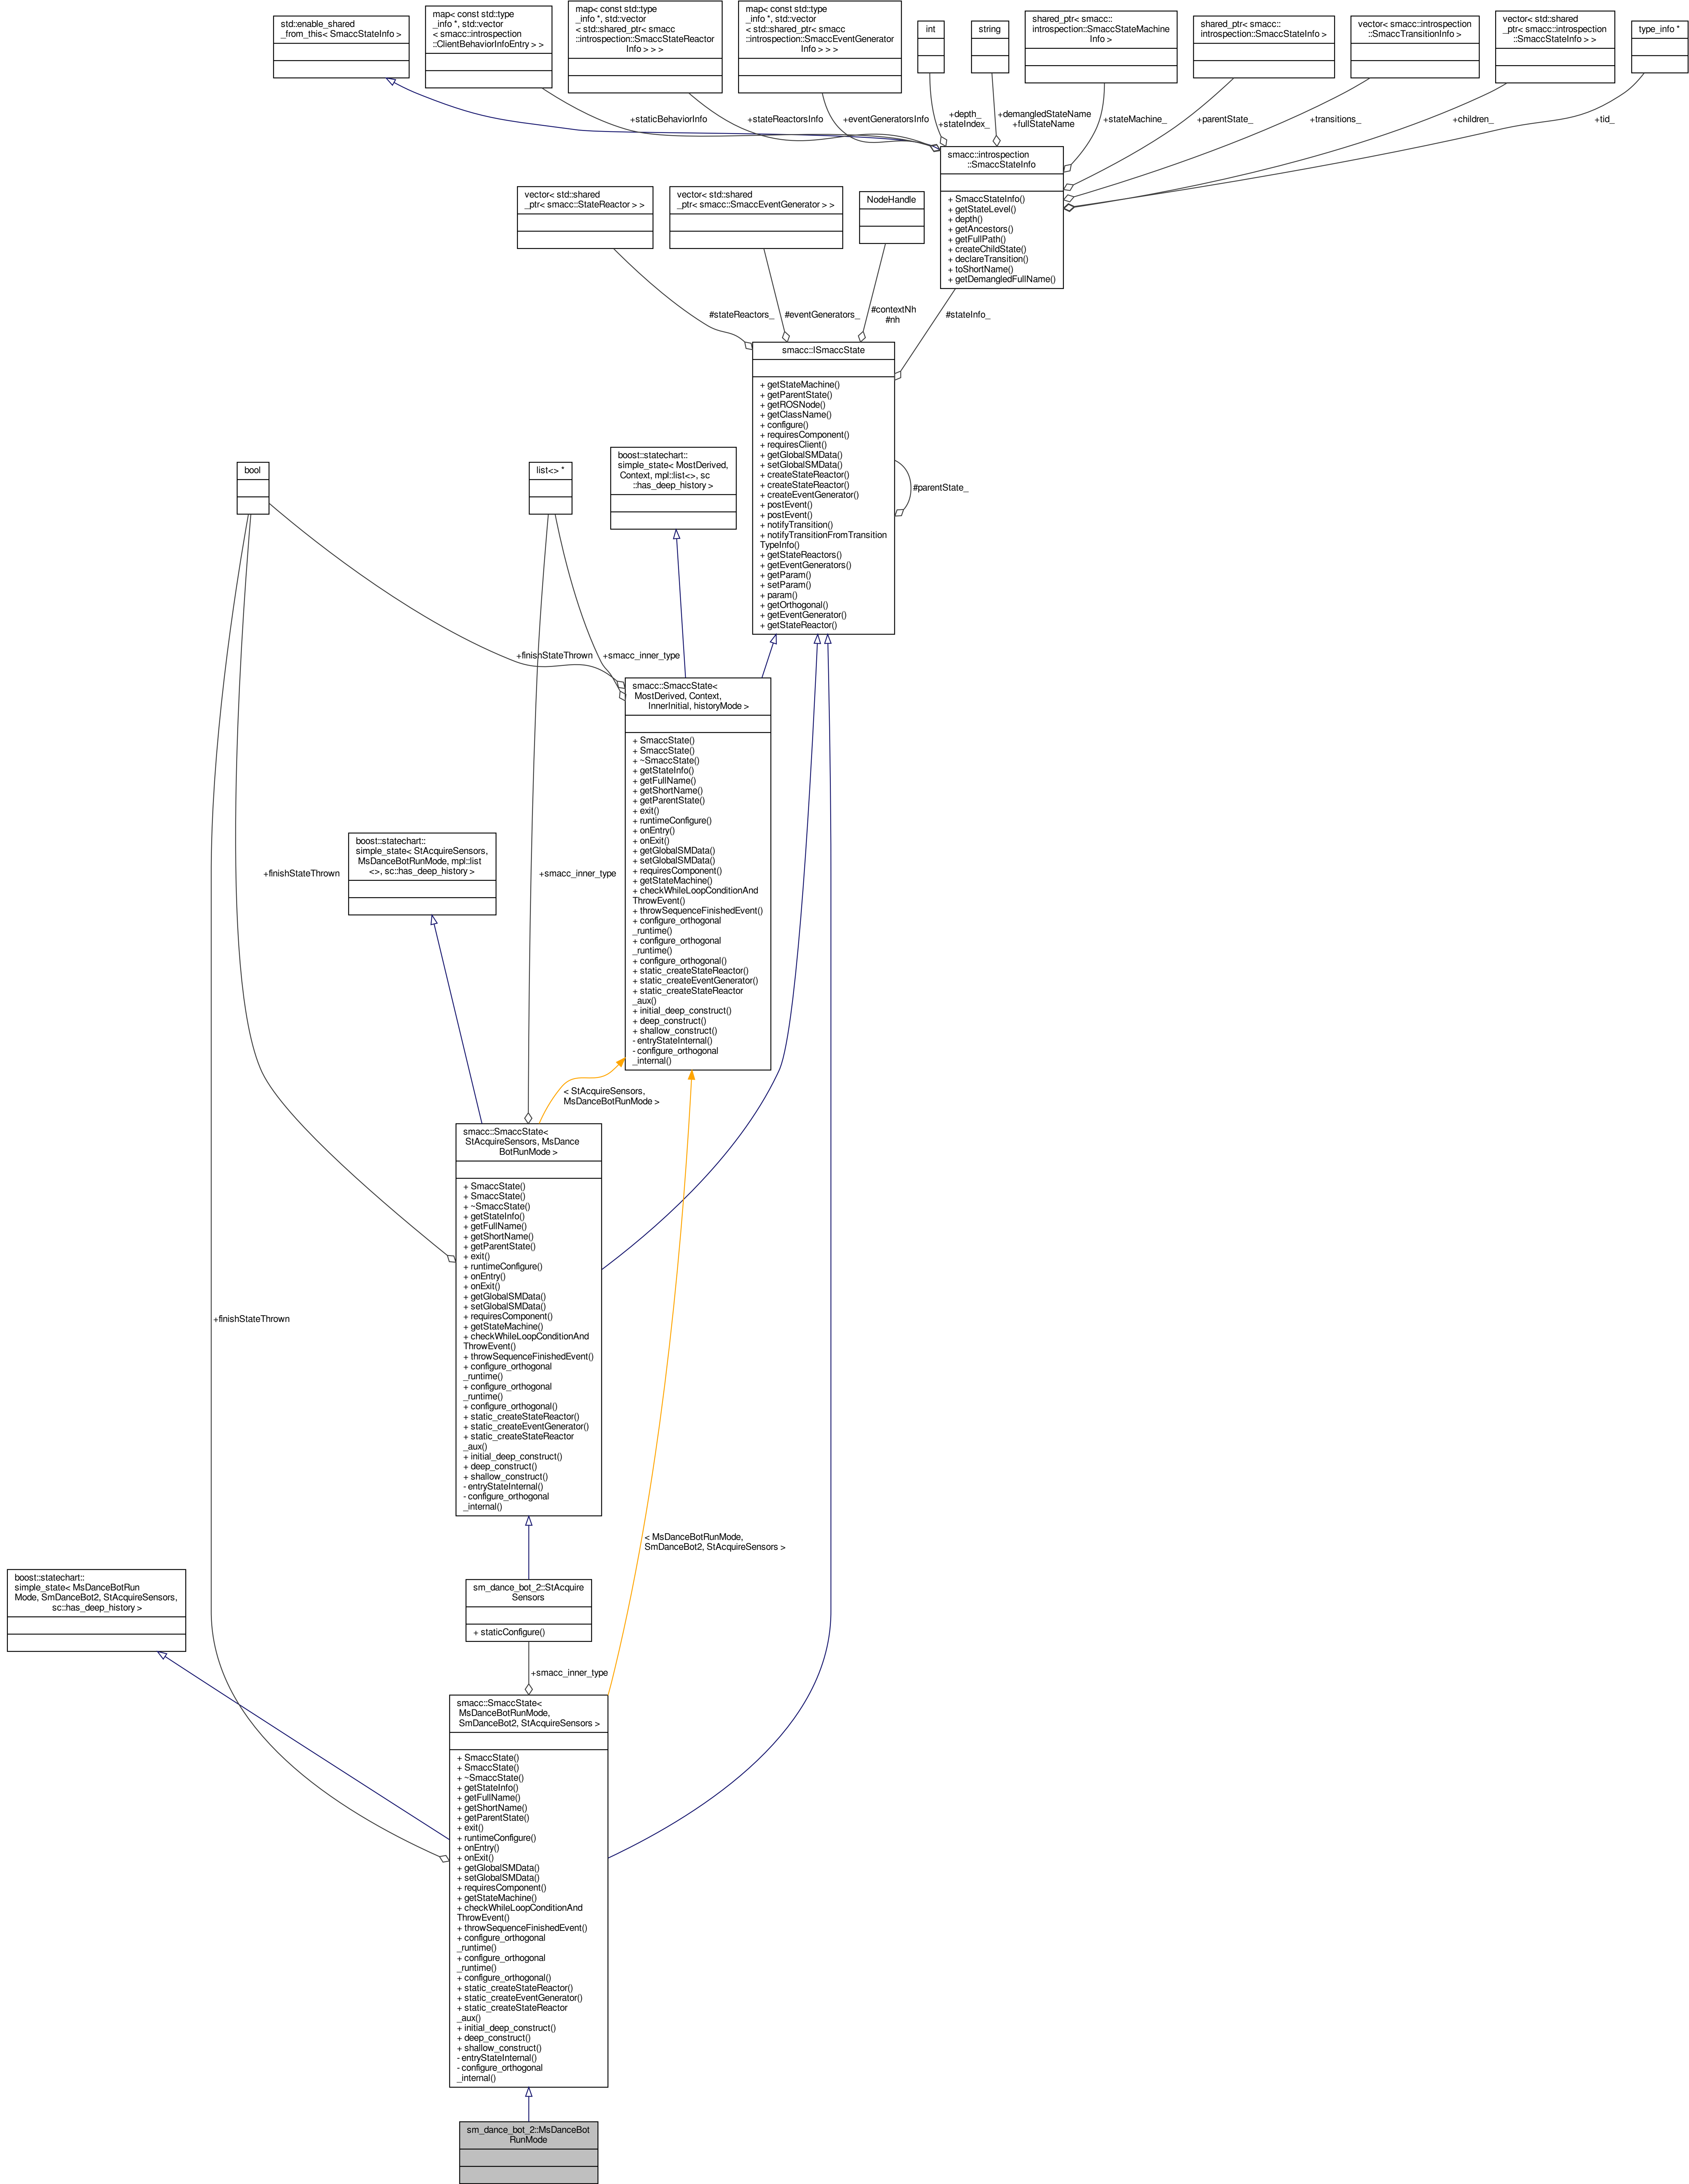 std::enable_shared
_from_this< SmaccStateInfo >
map< const std::type
_info *, std::vector
< smacc::introspection
::ClientBehaviorInfoEntry > >
map< const std::type
_info *, std::vector
< std::shared_ptr< smacc
::introspection::SmaccStateReactor
Info > > >
map< const std::type
_info *, std::vector
< std::shared_ptr< smacc
::introspection::SmaccEventGenerator
Info > > >
int
string
shared_ptr< smacc::
introspection::SmaccStateMachine
Info >
shared_ptr< smacc::
introspection::SmaccStateInfo >
vector< smacc::introspection
::SmaccTransitionInfo >
vector< std::shared
_ptr< smacc::introspection
::SmaccStateInfo > >
type_info *
+staticBehaviorInfo
+stateReactorsInfo
+eventGeneratorsInfo
+depth_
+stateIndex_
+demangledStateName
+fullStateName
+stateMachine_
+parentState_
+transitions_
+children_
+tid_
smacc::introspection
::SmaccStateInfo
+ SmaccStateInfo()
+ getStateLevel()
+ depth()
+ getAncestors()
+ getFullPath()
+ createChildState()
+ declareTransition()
+ toShortName()
+ getDemangledFullName()
vector< std::shared
_ptr< smacc::StateReactor > >
vector< std::shared
_ptr< smacc::SmaccEventGenerator > >
NodeHandle
#stateReactors_
#eventGenerators_
#contextNh
#nh
#stateInfo_
smacc::ISmaccState
+ getStateMachine()
+ getParentState()
+ getROSNode()
+ getClassName()
+ configure()
+ requiresComponent()
+ requiresClient()
+ getGlobalSMData()
+ setGlobalSMData()
+ createStateReactor()
+ createStateReactor()
+ createEventGenerator()
+ postEvent()
+ postEvent()
+ notifyTransition()
+ notifyTransitionFromTransition
TypeInfo()
+ getStateReactors()
+ getEventGenerators()
+ getParam()
+ setParam()
+ param()
+ getOrthogonal()
+ getEventGenerator()
+ getStateReactor()
#parentState_
bool
list<> *
boost::statechart::
simple_state< MostDerived,
Context, mpl::list<>, sc
::has_deep_history >
+finishStateThrown
+smacc_inner_type
smacc::SmaccState<
MostDerived, Context,
InnerInitial, historyMode >
+ SmaccState()
+ SmaccState()
+ ~SmaccState()
+ getStateInfo()
+ getFullName()
+ getShortName()
+ getParentState()
+ exit()
+ runtimeConfigure()
+ onEntry()
+ onExit()
+ getGlobalSMData()
+ setGlobalSMData()
+ requiresComponent()
+ getStateMachine()
+ checkWhileLoopConditionAnd
ThrowEvent()
+ throwSequenceFinishedEvent()
+ configure_orthogonal
_runtime()
+ configure_orthogonal
_runtime()
+ configure_orthogonal()
+ static_createStateReactor()
+ static_createEventGenerator()
+ static_createStateReactor
_aux()
+ initial_deep_construct()
+ deep_construct()
+ shallow_construct()
- entryStateInternal()
- configure_orthogonal
_internal()
boost::statechart::
simple_state< StAcquireSensors,
MsDanceBotRunMode, mpl::list
<>, sc::has_deep_history >
+finishStateThrown
+smacc_inner_type
< StAcquireSensors,
MsDanceBotRunMode >
smacc::SmaccState<
StAcquireSensors, MsDance
BotRunMode >
+ SmaccState()
+ SmaccState()
+ ~SmaccState()
+ getStateInfo()
+ getFullName()
+ getShortName()
+ getParentState()
+ exit()
+ runtimeConfigure()
+ onEntry()
+ onExit()
+ getGlobalSMData()
+ setGlobalSMData()
+ requiresComponent()
+ getStateMachine()
+ checkWhileLoopConditionAnd
ThrowEvent()
+ throwSequenceFinishedEvent()
+ configure_orthogonal
_runtime()
+ configure_orthogonal
_runtime()
+ configure_orthogonal()
+ static_createStateReactor()
+ static_createEventGenerator()
+ static_createStateReactor
_aux()
+ initial_deep_construct()
+ deep_construct()
+ shallow_construct()
- entryStateInternal()
- configure_orthogonal
_internal()
+finishStateThrown
< MsDanceBotRunMode,
SmDanceBot2, StAcquireSensors >
boost::statechart::
simple_state< MsDanceBotRun
Mode, SmDanceBot2, StAcquireSensors,
sc::has_deep_history >
sm_dance_bot_2::StAcquire
Sensors
+ staticConfigure()
+smacc_inner_type
smacc::SmaccState<
MsDanceBotRunMode,
SmDanceBot2, StAcquireSensors >
+ SmaccState()
+ SmaccState()
+ ~SmaccState()
+ getStateInfo()
+ getFullName()
+ getShortName()
+ getParentState()
+ exit()
+ runtimeConfigure()
+ onEntry()
+ onExit()
+ getGlobalSMData()
+ setGlobalSMData()
+ requiresComponent()
+ getStateMachine()
+ checkWhileLoopConditionAnd
ThrowEvent()
+ throwSequenceFinishedEvent()
+ configure_orthogonal
_runtime()
+ configure_orthogonal
_runtime()
+ configure_orthogonal()
+ static_createStateReactor()
+ static_createEventGenerator()
+ static_createStateReactor
_aux()
+ initial_deep_construct()
+ deep_construct()
+ shallow_construct()
- entryStateInternal()
- configure_orthogonal
_internal()
sm_dance_bot_2::MsDanceBot
RunMode